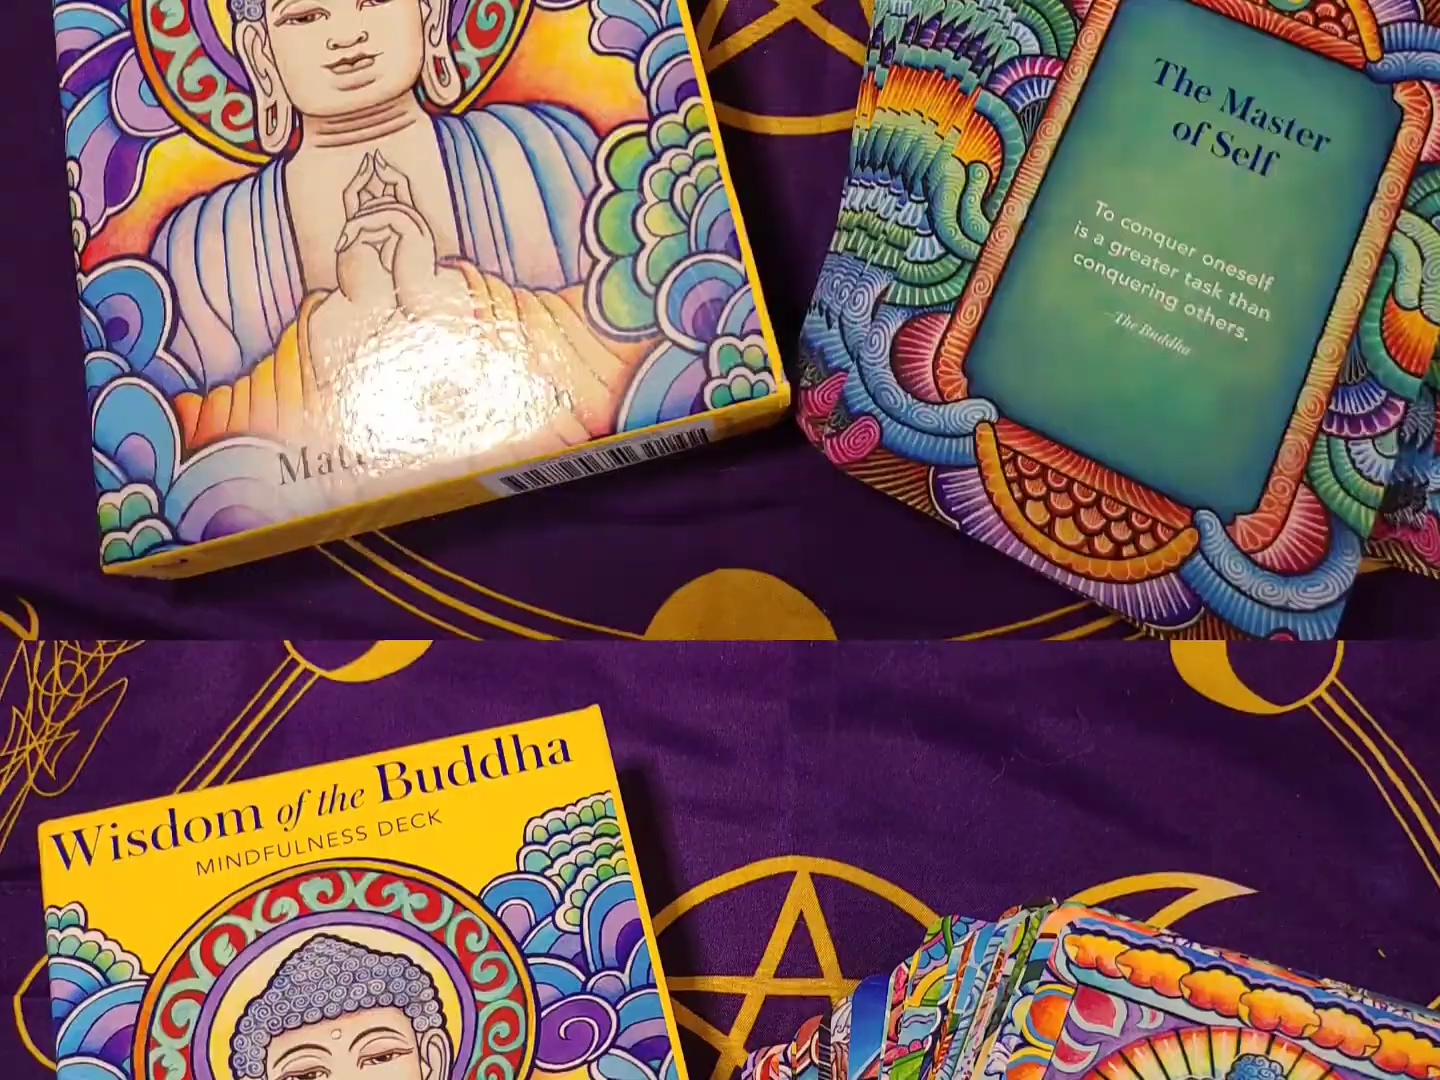 The Master
of Self
To conquer oneself
is a greater task than
conquering others.
—The Buddha
Wisdom of the Buddha
MINDFULNESS DECK